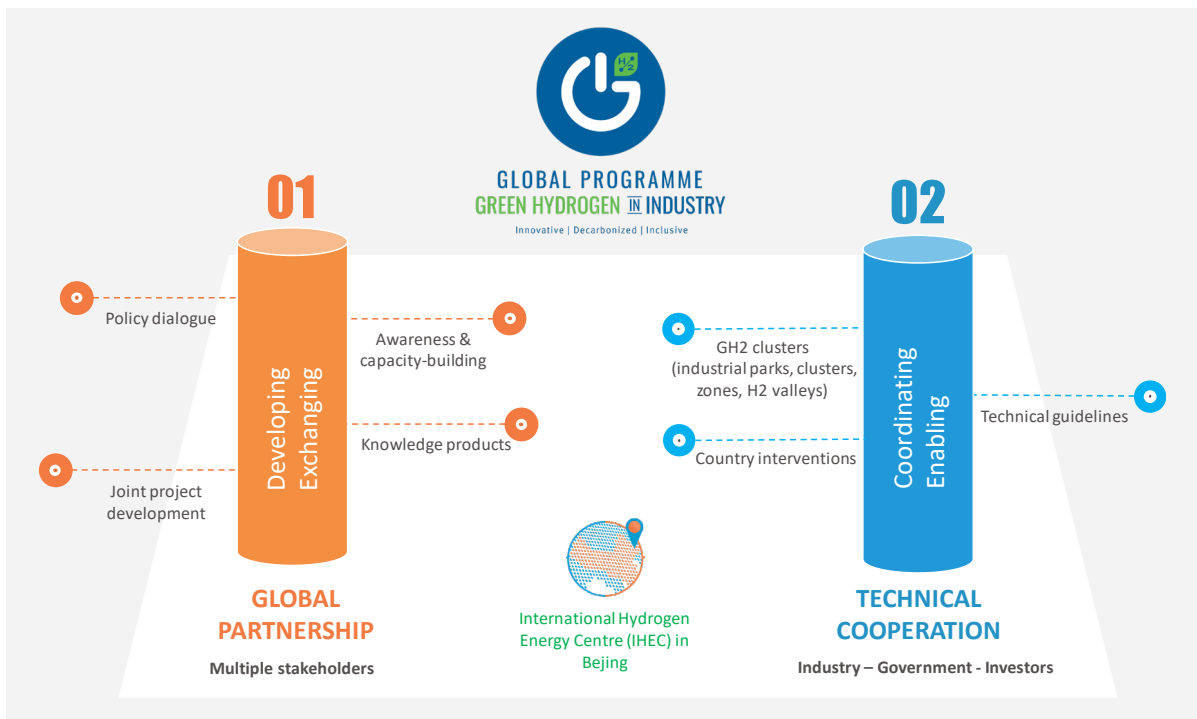 H2
GLOBAL PROGRAMME
GREEN HYDROGEN IN INDUSTRY
Innovative | Decarbonized | Inclusive
01
Policy dialogue
Awareness &
capacity-building
Developing
Exchanging
Knowledge products
Joint project
development
GLOBAL
PARTNERSHIP
Multiple stakeholders
International Hydrogen
Energy Centre (IHEC) in
Bejing
02
GH2 clusters
(industrial parks, clusters,
zones, H2 valleys)
Coordinating
Enabling
Technical guidelines
Country interventions
TECHNICAL
COOPERATION
Industry – Government - Investors